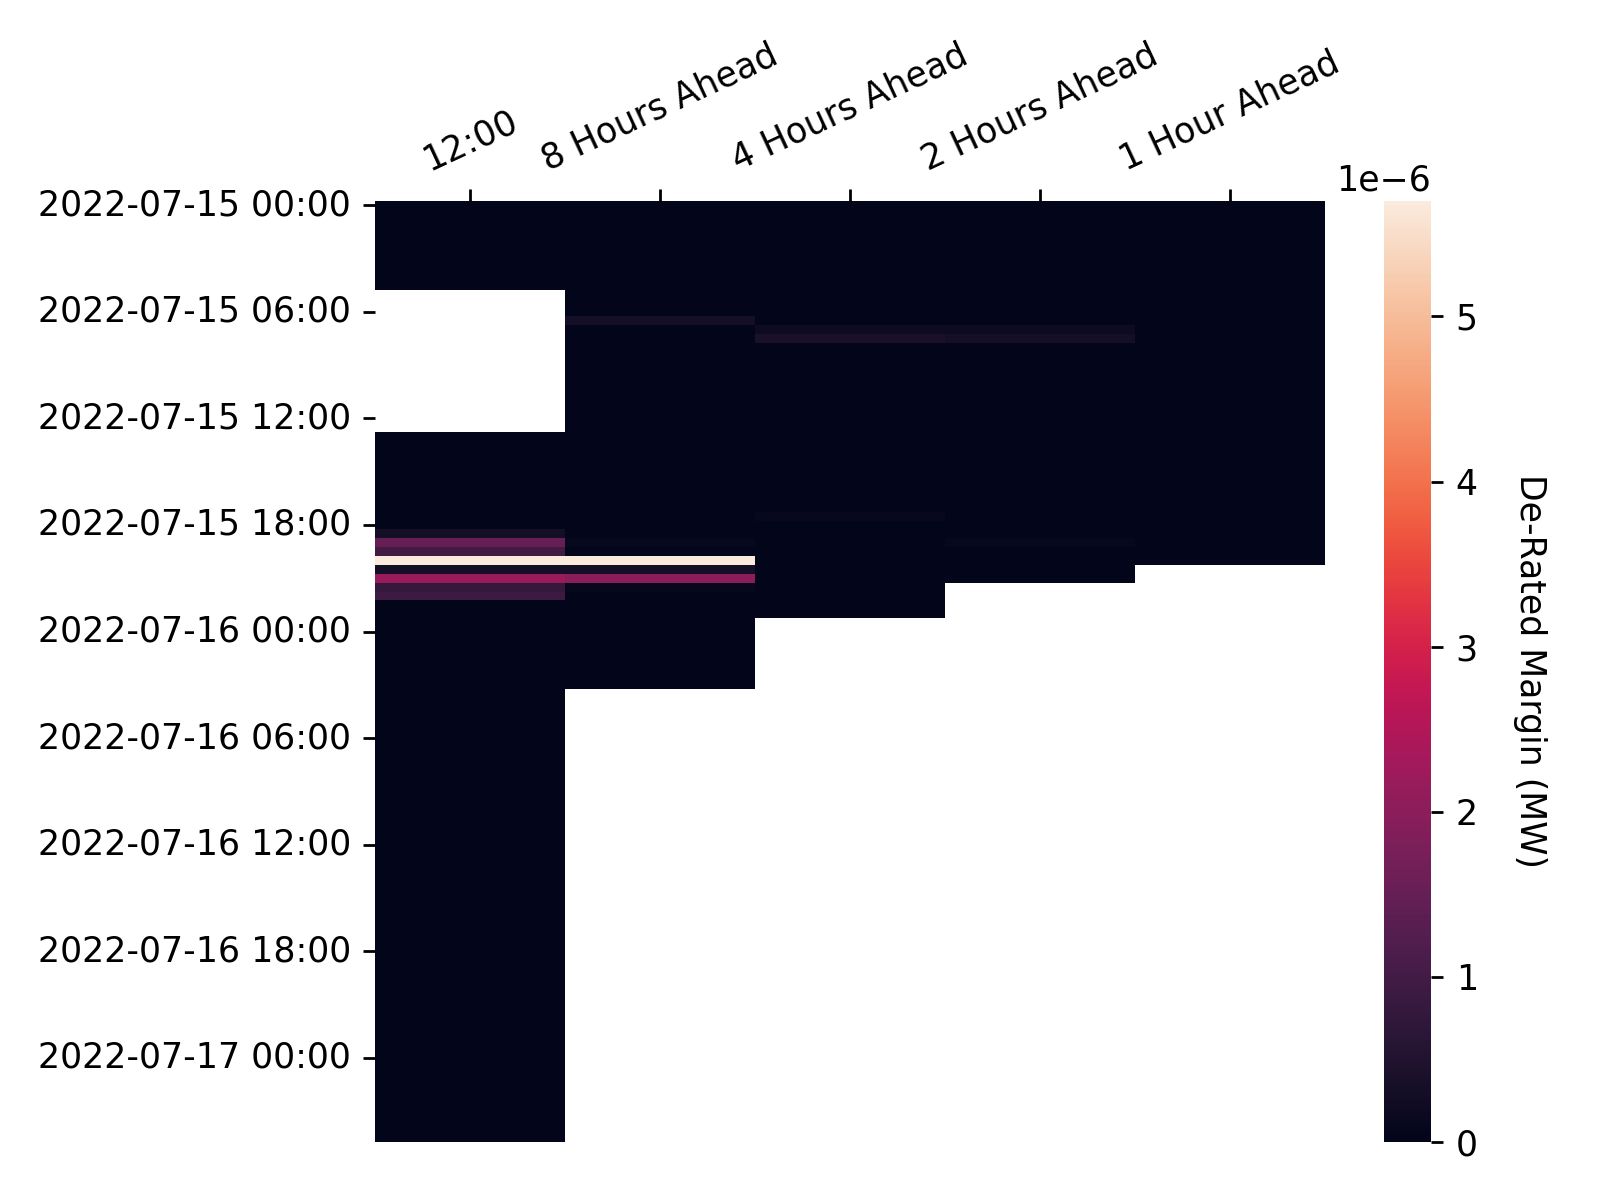 12:00
8 Hours Ahead
4 Hours Ahead
2 Hours Ahead
1 Hour Ahead
1e−6
2022-07-15 00:00
2022-07-15 06:00
2022-07-15 12:00
2022-07-15 18:00
2022-07-16 00:00
2022-07-16 06:00
2022-07-16 12:00
2022-07-16 18:00
2022-07-17 00:00
5
4
3
2
1
0
De-Rated Margin (MW)